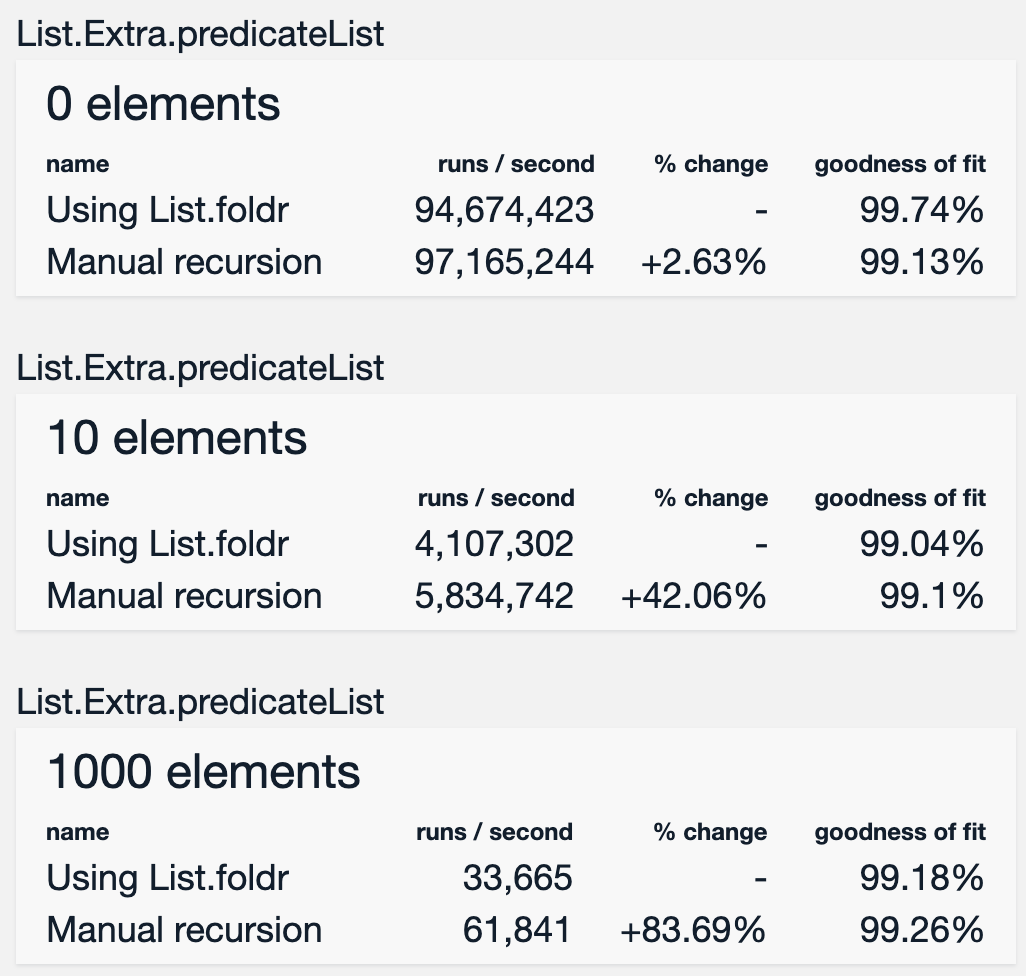 List.Extra.predicateList
0 elements
name runs / second % change goodness of fit
Using List.foldr 94,674,423 - 99.74%
Manual recursion 97,165,244 +2.63% 99.13%
List.Extra.predicateList
10 elements
name runs / second % change goodness of fit
Using List.foldr 4,107,302 - 99.04%
Manual recursion 5,834,742 +42.06% 99.1%
List.Extra.predicateList
1000 elements
name runs / second % change goodness of fit
Using List.foldr 33,665 - 99.18%
Manual recursion 61,841 +83.69% 99.26%